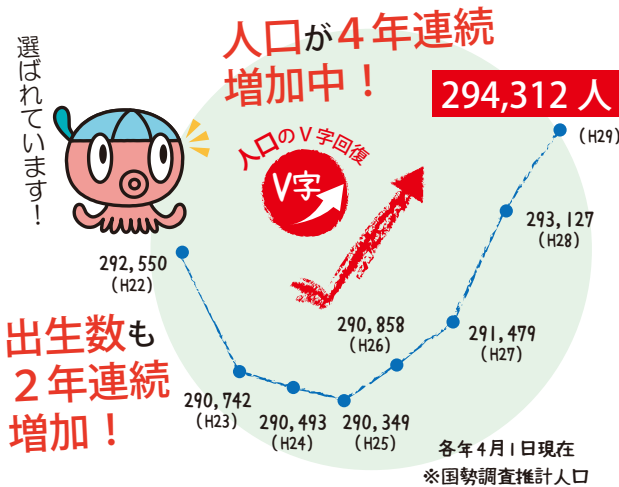 選ばれています！
人口が４年連続
増加中！
294,312 人
(H29)
人口のV字回復
V字
293,127
(H28)
292,550
(H22)
290,858
(H26)
291,479
(H27)
出生数も
２年連続
増加！
290,742
(H23)
290,493
(H24)
290,349
(H25)
各年4月1日現在
※国勢調査推計人口